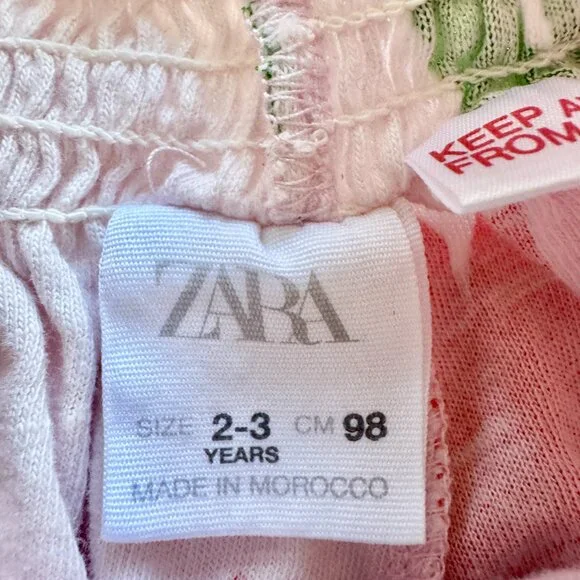 KEEP
FROM
ZARA
SIZE 2-3 CM 98
YEARS
MADE IN MOROCCO